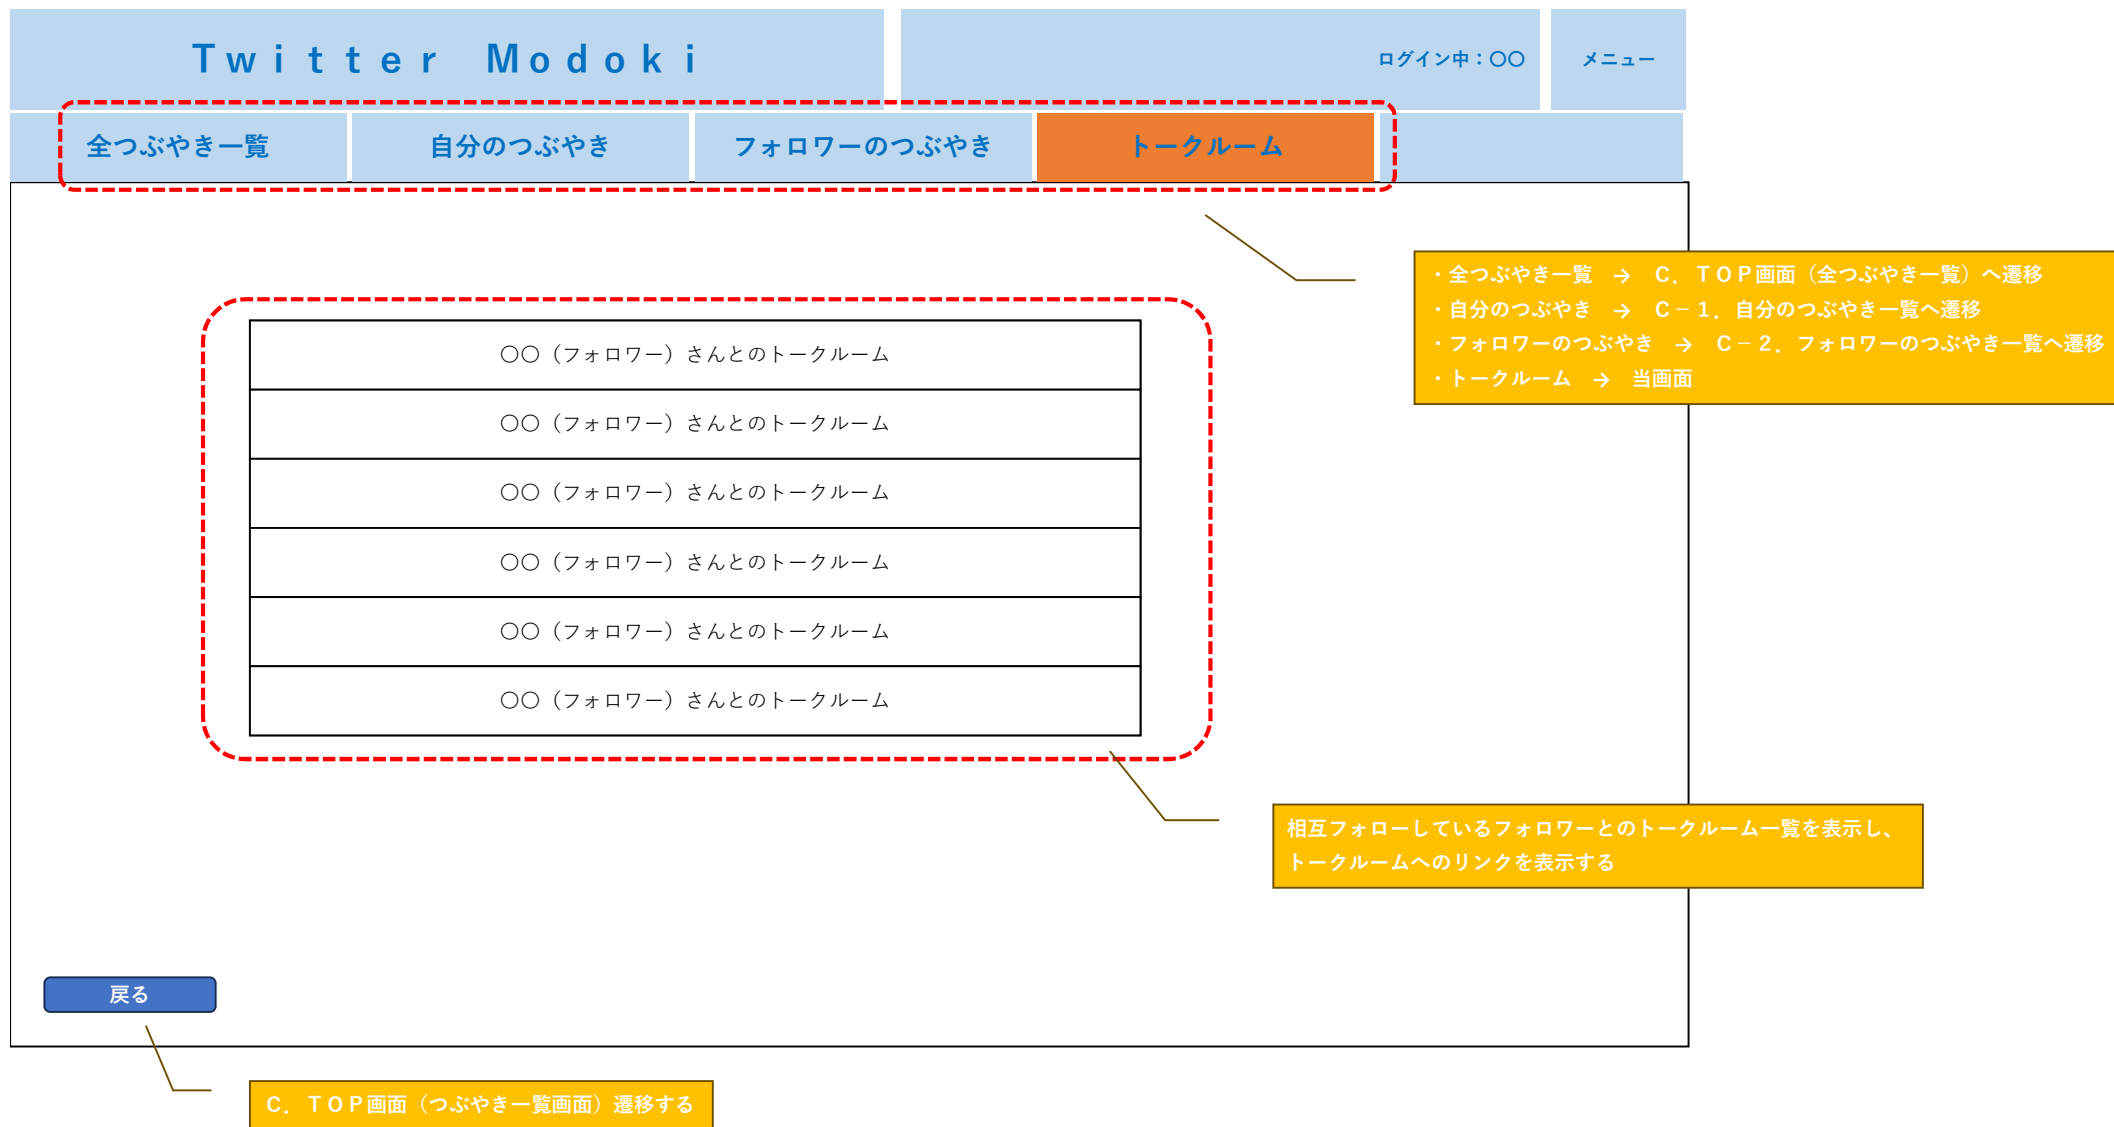 Ｔｗｉｔｔｅｒ　Ｍｏｄｏｋｉ
ログイン中：〇〇
メニュー
全つぶやき一覧
自分のつぶやき
フォロワーのつぶやき
トークルーム
・全つぶやき一覧　→　Ｃ．ＴＯＰ画面（全つぶやき一覧）へ遷移
・自分のつぶやき　→　Ｃ－１．自分のつぶやき一覧へ遷移
・フォロワーのつぶやき　→　Ｃ－２．フォロワーのつぶやき一覧へ遷移
・トークルーム　→　当画面
〇〇（フォロワー）さんとのトークルーム
〇〇（フォロワー）さんとのトークルーム
〇〇（フォロワー）さんとのトークルーム
〇〇（フォロワー）さんとのトークルーム
〇〇（フォロワー）さんとのトークルーム
〇〇（フォロワー）さんとのトークルーム
相互フォローしているフォロワーとのトークルーム一覧を表示し、
トークルームへのリンクを表示する
戻る
Ｃ．ＴＯＰ画面（つぶやき一覧画面）遷移する